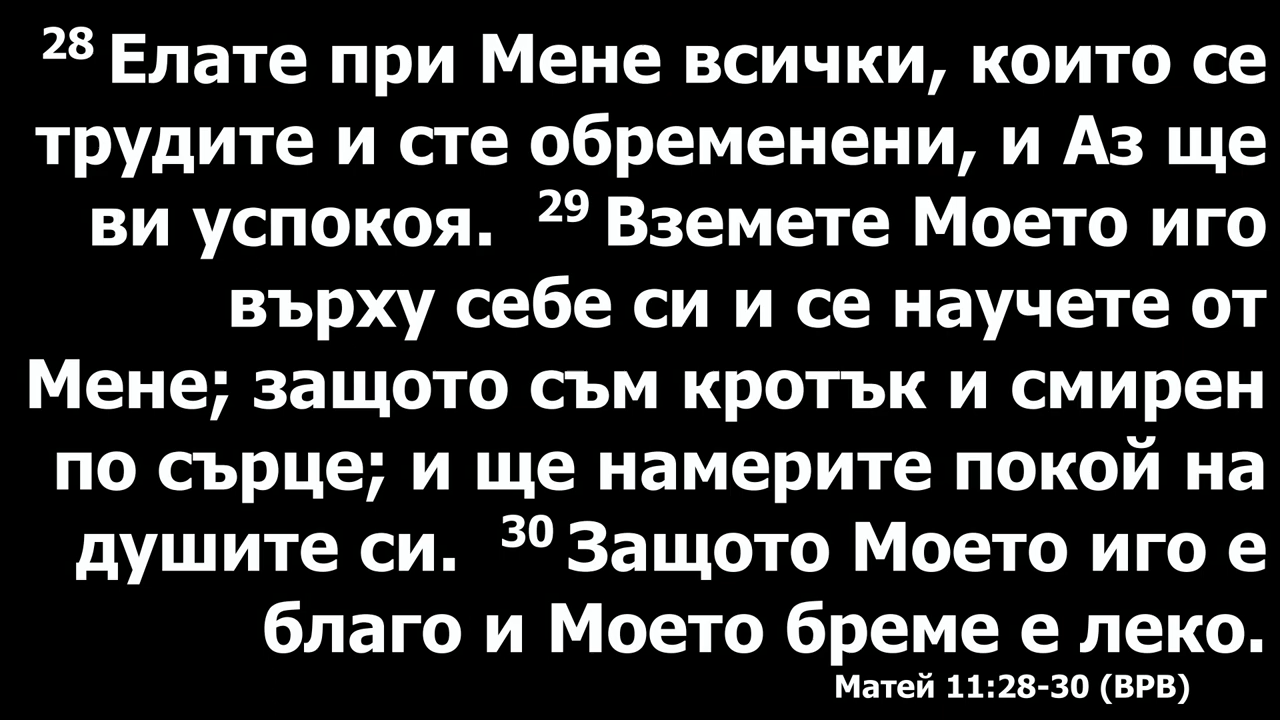 28 Елате при Мене всички, които се
трудите и сте обременени, и Аз ще
ви успокоя. 29 Вземете Моето иго
върху себе си и се научете от
Мене; защото съм кротък и смирен
по сърце; и ще намерите покой на
душите си. 30 Защото Моето иго е
благо и Моето бреме е леко.
Матей 11:28-30 (ВРВ)